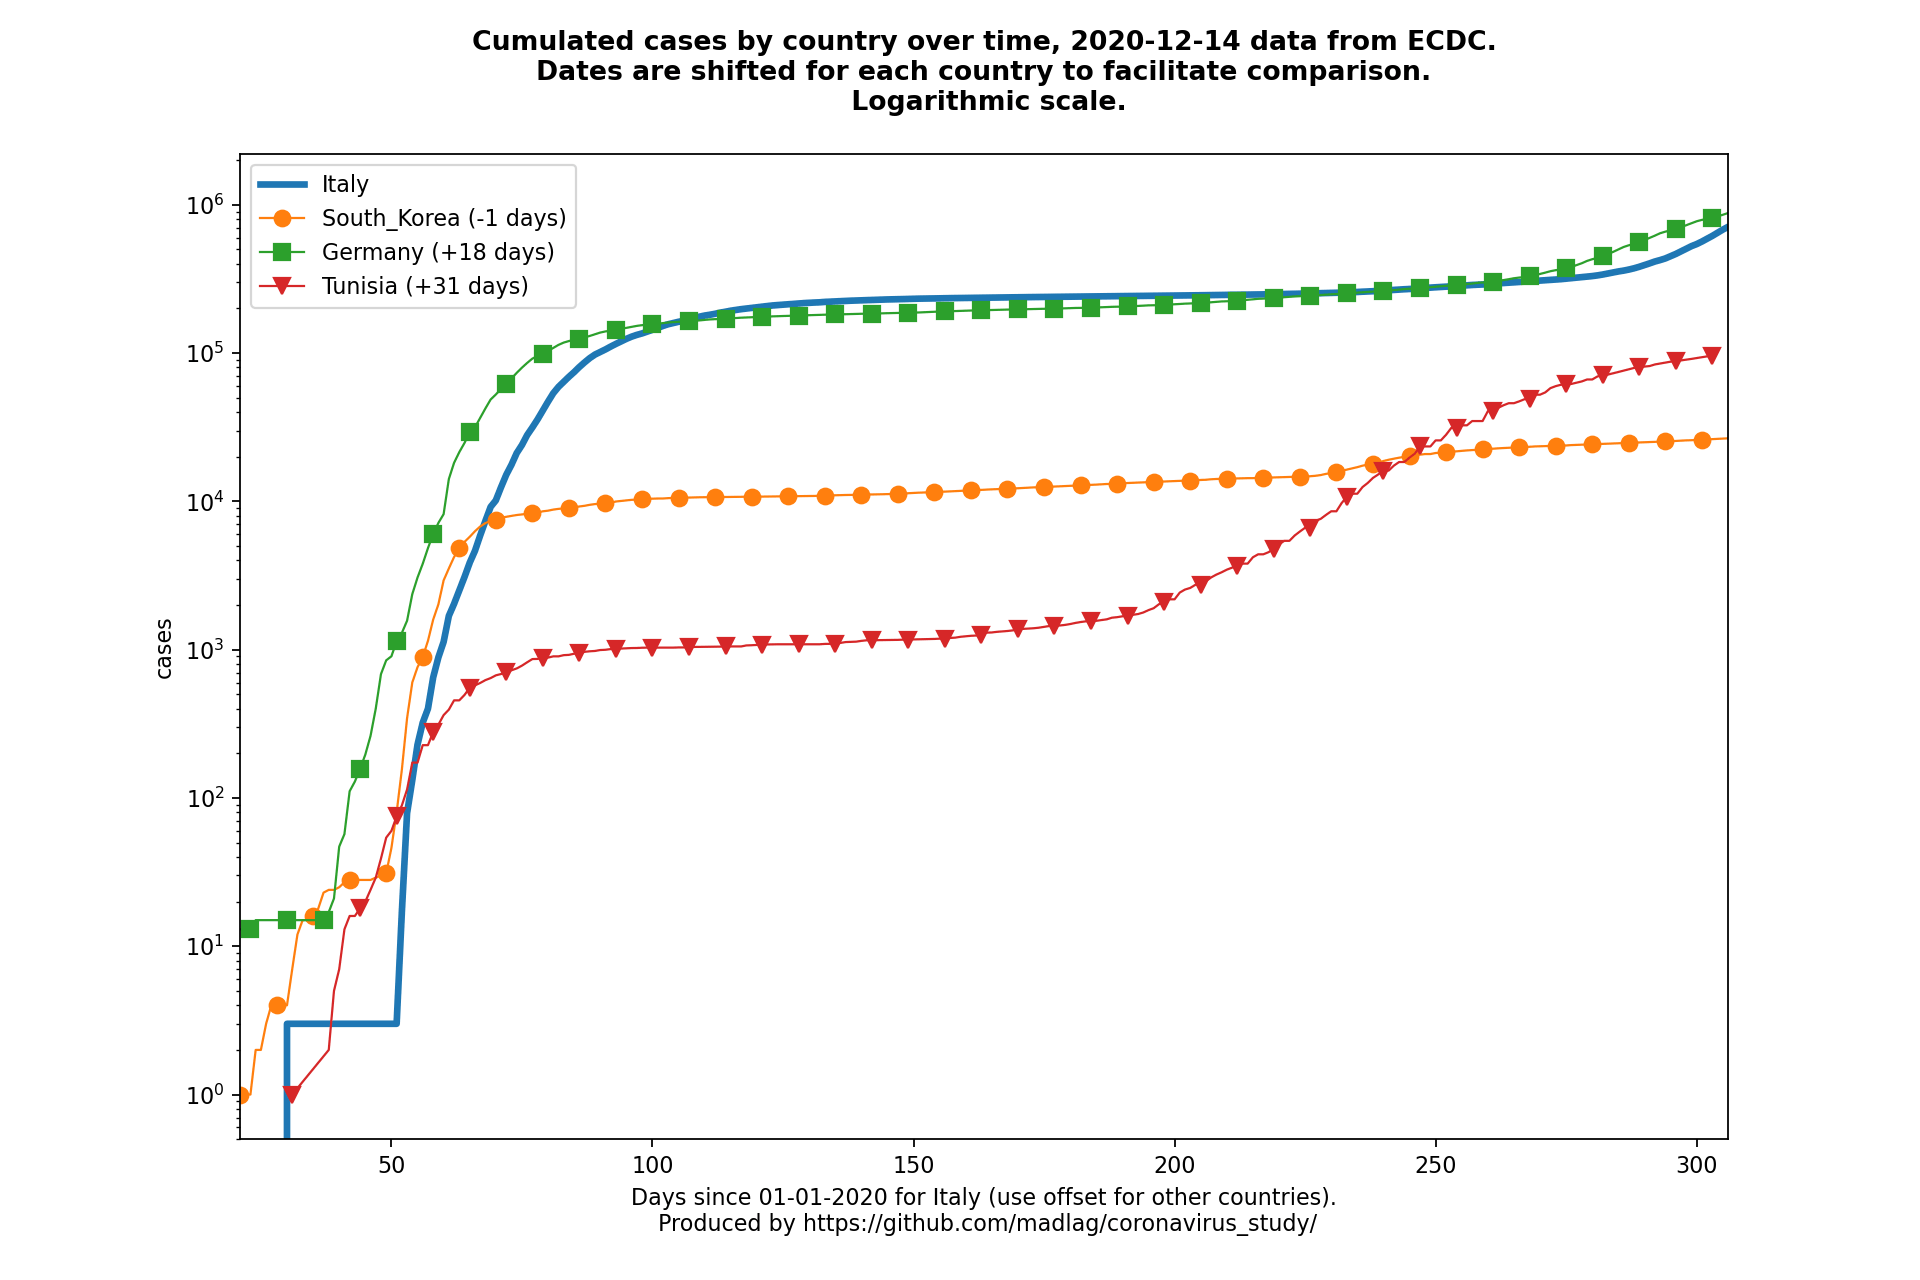 Cumulated cases by country over time, 2020-12-14 data from ECDC.
Dates are shifted for each country to facilitate comparison.
Logarithmic scale.
Italy
South_Korea (-1 days)
Germany (+18 days)
Tunisia (+31 days)
10^6
10^5
10^4
10^3
10^2
10^1
10^0
cases
50 100 150 200 250 300
Days since 01-01-2020 for Italy (use offset for other countries).
Produced by https://github.com/madlag/coronavirus_study/